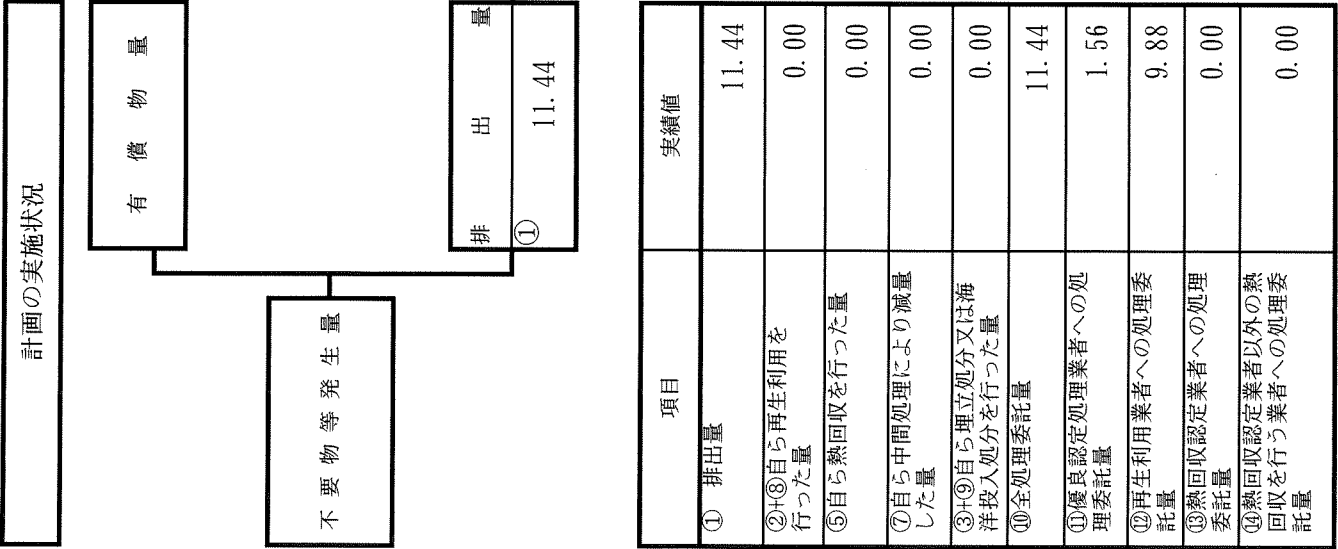 計画の実施状況
有償物量
不要物等発生量
排出量
①
11.44
項目 実績値
① 排出量 11.44
②+⑧自ら再生利用を
行った量 0.00
⑤自ら熱回収を行った量 0.00
⑦自ら中間処理により減量
した量 0.00
③+⑨自ら埋立処分又は海
洋投入処分を行った量 0.00
⑩全処理委託量 11.44
⑪優良認定処理業者への処
理委託量 1.56
⑫再生利用業者への処理委
託量 9.88
⑬熱回収認定業者への処理
委託量 0.00
⑭熱回収認定業者以外の熱
回収を行う業者への処理委
託量 0.00